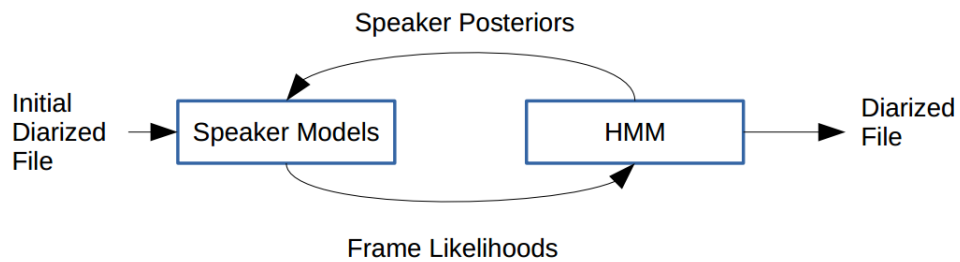 Speaker Posteriors
Initial
Diarized
File
Speaker Models
HMM
Diarized
File
Frame Likelihoods